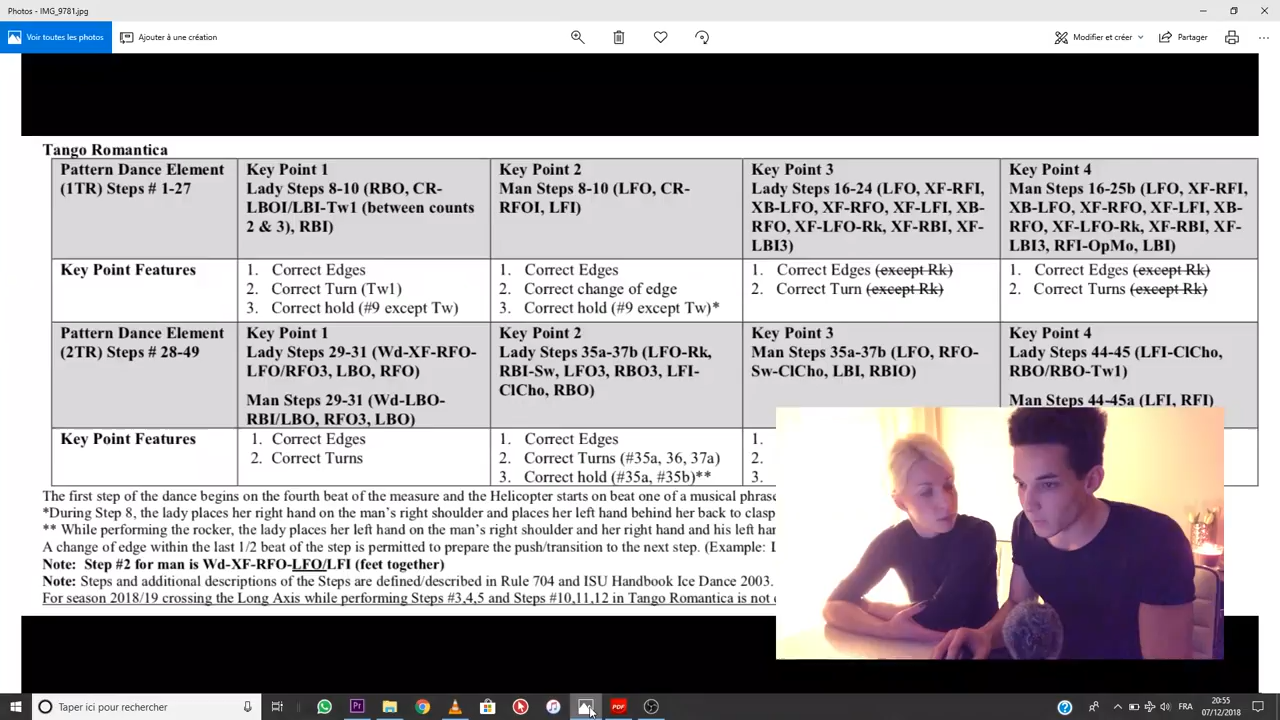 Photos - IMG_9781.jpg
Voir toutes les photos
Ajouter à une création
Modifier et créer
Partager
Tango Romantica
Pattern Dance Element
(1TR) Steps # 1-27
Key Point 1
Lady Steps 8-10 (RBO, CR-
LBOI/LBI-Tw1 (between counts
2 & 3), RBI)
Key Point 2
Man Steps 8-10 (LFO, CR-
RFOI, LFI)
Key Point 3
Lady Steps 16-24 (LFO, XF-RFI,
XB-LFO, XF-RFO, XF-LFI, XB-
RFO, XF-LFO-Rk, XF-RBI, XF-
LBI3)
Key Point 4
Man Steps 16-25b (LFO, XF-RFI,
XB-LFO, XF-RFO, XF-LFI, XB-
RFO, XF-LFO-Rk, XF-RBI, XF-
LBI3, RFI-OpMo, LBI)
Key Point Features
1. Correct Edges
2. Correct Turn (Tw1)
3. Correct hold (#9 except Tw)
1. Correct Edges
2. Correct change of edge
3. Correct hold (#9 except Tw)*
1. Correct Edges (except Rk)
2. Correct Turn (except Rk)
1. Correct Edges (except Rk)
2. Correct Turns (except Rk)
Pattern Dance Element
(2TR) Steps # 28-49
Key Point 1
Lady Steps 29-31 (Wd-XF-RFO-
LFO/RFO3, LBO, RFO)
Man Steps 29-31 (Wd-LBO-
RBI/LBO, RFO3, LBO)
Key Point 2
Lady Steps 35a-37b (LFO-Rk,
RBI-Sw, LFO3, RBO3, LFI-
ClCho, RBO)
Key Point 3
Man Steps 35a-37b (LFO, RFO-
Sw-ClCho, LBI, RBIO)
Key Point 4
Lady Steps 44-45 (LFI-ClCho,
RBO/RBO-Tw1)
Man Steps 44-45a (LFI, RFI)
Key Point Features
1. Correct Edges
2. Correct Turns
1. Correct Edges
2. Correct Turns (#35a, 36, 37a)
3. Correct hold (#35a, #35b)**
1.
2.
3.
The first step of the dance begins on the fourth beat of the measure and the Helicopter starts on beat one of a musical phrase
*During Step 8, the lady places her right hand on the man's right shoulder and places her left hand behind her back to clasp
** While performing the rocker, the lady places her left hand on the man's right shoulder and her right hand and his left
A change of edge within the last 1/2 beat of the step is permitted to prepare the push/transition to the next step. (Example:
Note: Step #2 for man is Wd-XF-RFO-LFO/LFI (feet together)
Note: Steps and additional descriptions of the Steps are defined/described in Rule 704 and ISU Handbook Ice Dance 2003.
For season 2018/19 crossing the Long Axis while performing Steps #3,4,5 and Steps #10,11,12 in Tango Romantica is not
Taper ici pour rechercher
Pr
PDF
FRA
20:55
07/12/2018